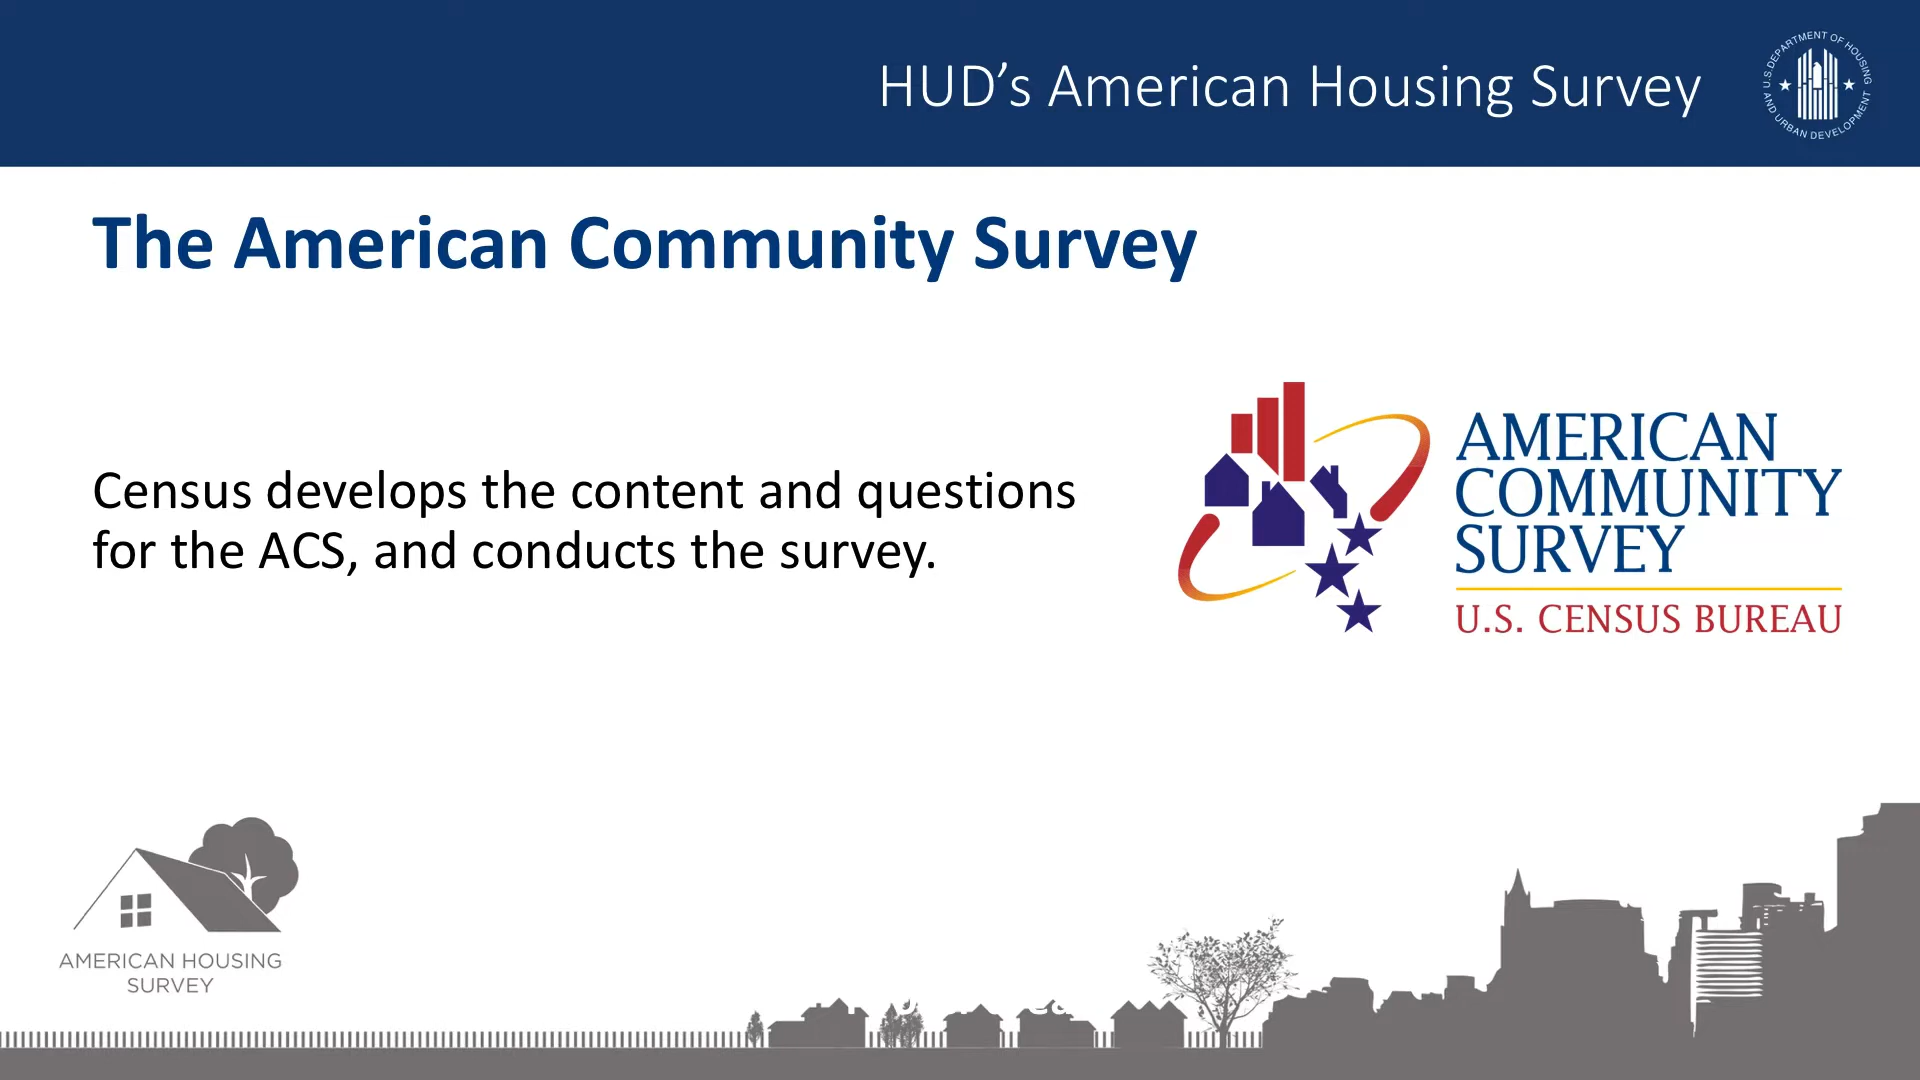 HUD’s American Housing Survey
U.S. DEPARTMENT OF HOUSING
AND URBAN DEVELOPMENT
The American Community Survey
Census develops the content and questions
for the ACS, and conducts the survey.
AMERICAN
COMMUNITY
SURVEY
U.S. CENSUS BUREAU
AMERICAN HOUSING
SURVEY